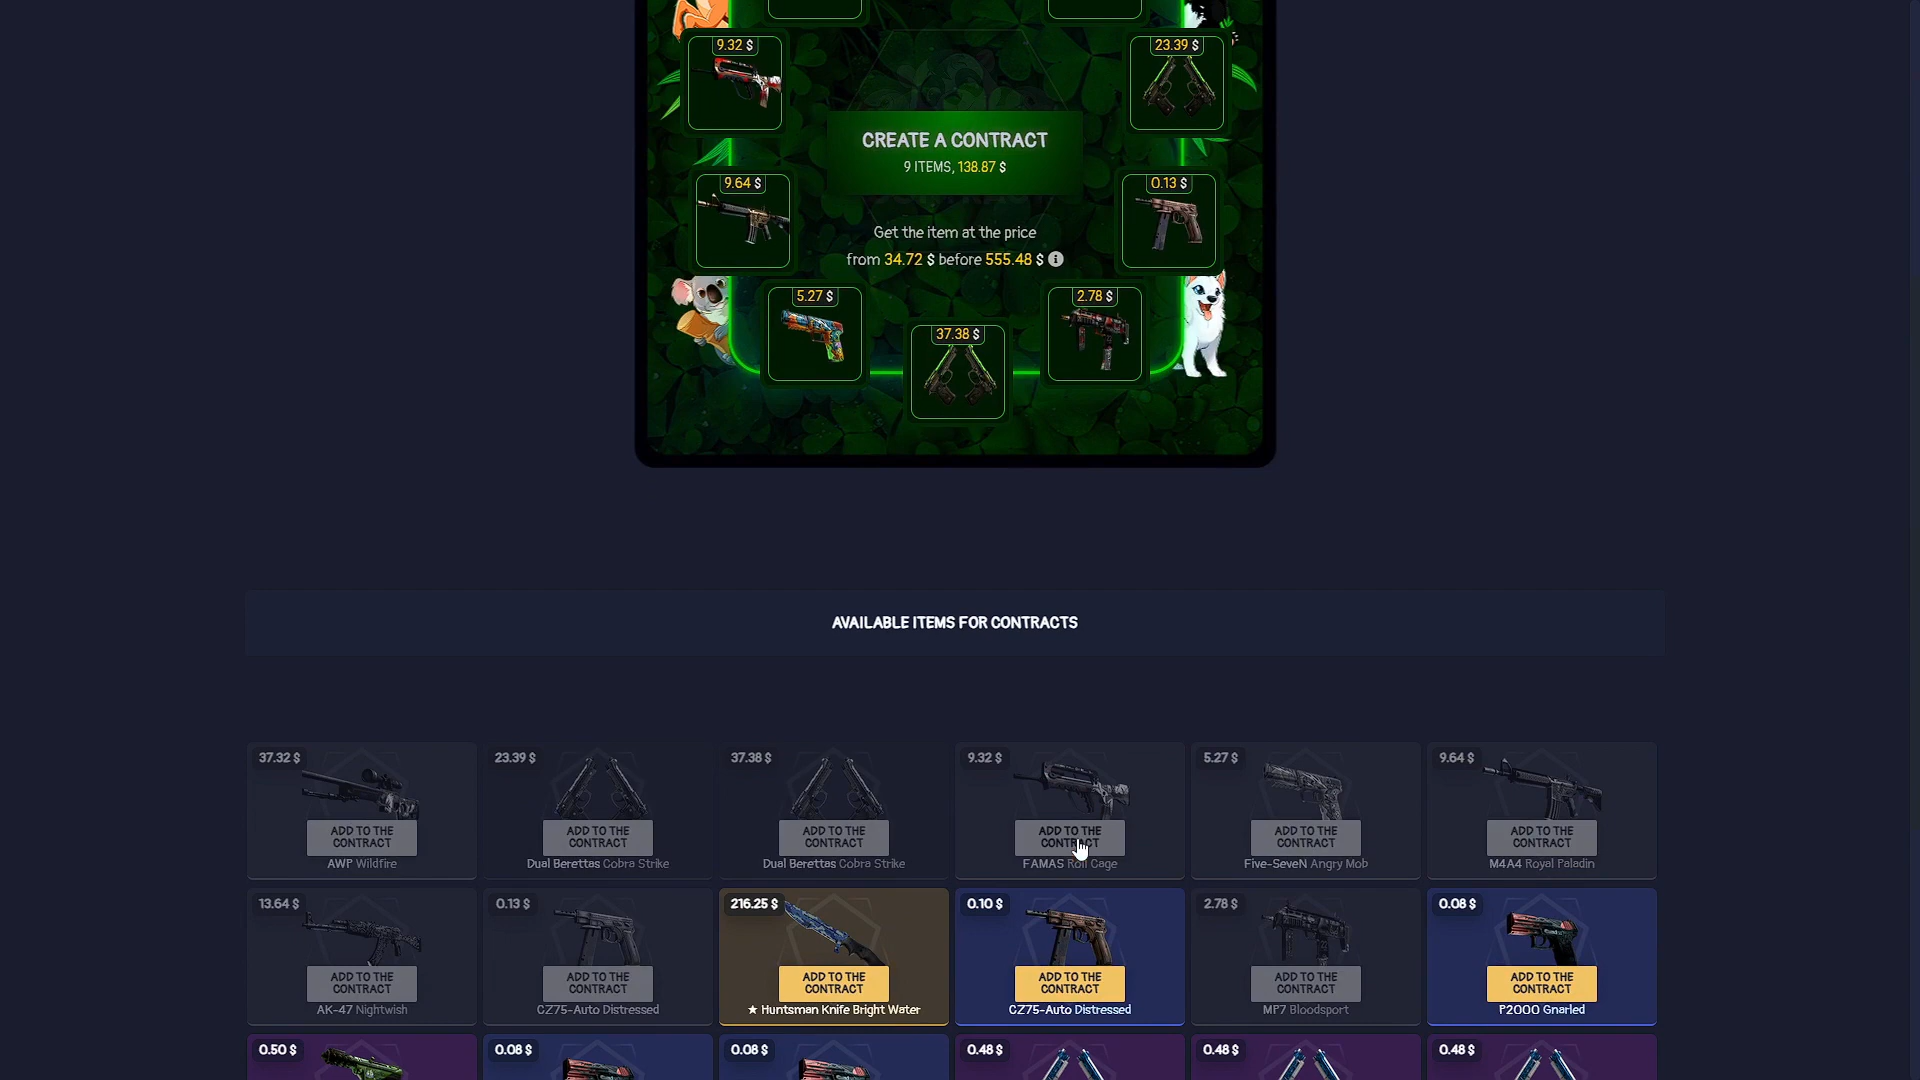 9.32 $
23.39 $
CREATE A CONTRACT
9 ITEMS, 138.87 $
9.64 $
0.13 $
Get the item at the price
from 34.72 $ before 555.48 $
5.27 $
2.78 $
37.38 $
AVAILABLE ITEMS FOR CONTRACTS
37.32 $
23.39 $
37.38 $
9.32 $
5.27 $
9.64 $
ADD TO THE
CONTRACT
ADD TO THE
CONTRACT
ADD TO THE
CONTRACT
ADD TO THE
CONTRACT
ADD TO THE
CONTRACT
ADD TO THE
CONTRACT
AWP Wildfire
Dual Berettas Cobra Strike
Dual Berettas Cobra Strike
FAMAS Roll Cage
Five-SeveN Angry Mob
M4A4 Royal Paladin
13.64 $
0.13 $
216.25 $
0.10 $
2.78 $
0.08 $
ADD TO THE
CONTRACT
ADD TO THE
CONTRACT
ADD TO THE
CONTRACT
ADD TO THE
CONTRACT
ADD TO THE
CONTRACT
ADD TO THE
CONTRACT
AK-47 Nightwish
CZ75-Auto Distressed
★ Huntsman Knife Bright Water
CZ75-Auto Distressed
MP7 Bloodsport
P2000 Gnarled
0.50 $
0.08 $
0.08 $
0.48 $
0.48 $
0.48 $